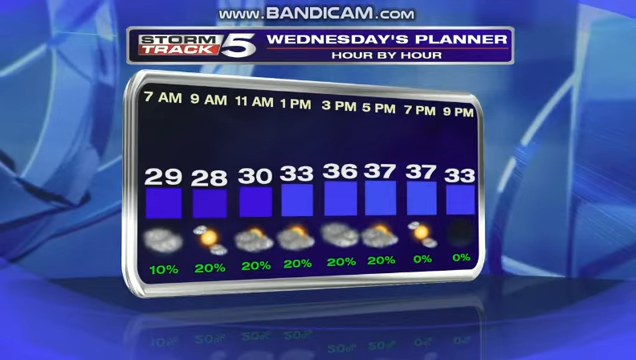 www.BANDICAM.com
STORM TRACK 5
WEDNESDAY'S PLANNER
HOUR BY HOUR
7 AM 9 AM 11 AM 1 PM 3 PM 5 PM 7 PM 9 PM
29 28 30 33 36 37 37 33
10% 20% 20% 20% 20% 20% 0% 0%